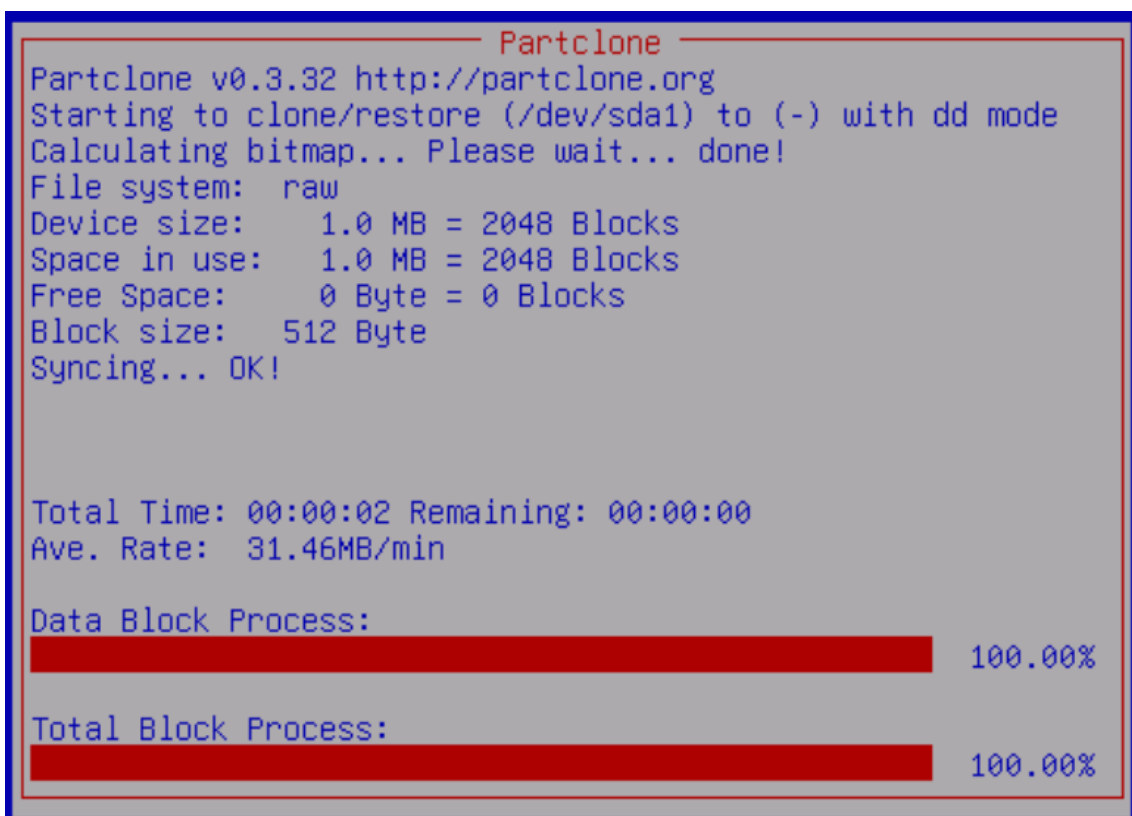 Partclone
Partclone v0.3.32 http://partclone.org
Starting to clone/restore (/dev/sda1) to (-) with dd mode
Calculating bitmap... Please wait... done!
File system:  raw
Device size:    1.0 MB = 2048 Blocks
Space in use:   1.0 MB = 2048 Blocks
Free Space:     0 Byte = 0 Blocks
Block size:   512 Byte
Syncing... OK!
Total Time: 00:00:02 Remaining: 00:00:00
Ave. Rate:  31.46MB/min
Data Block Process:
100.00%
Total Block Process:
100.00%